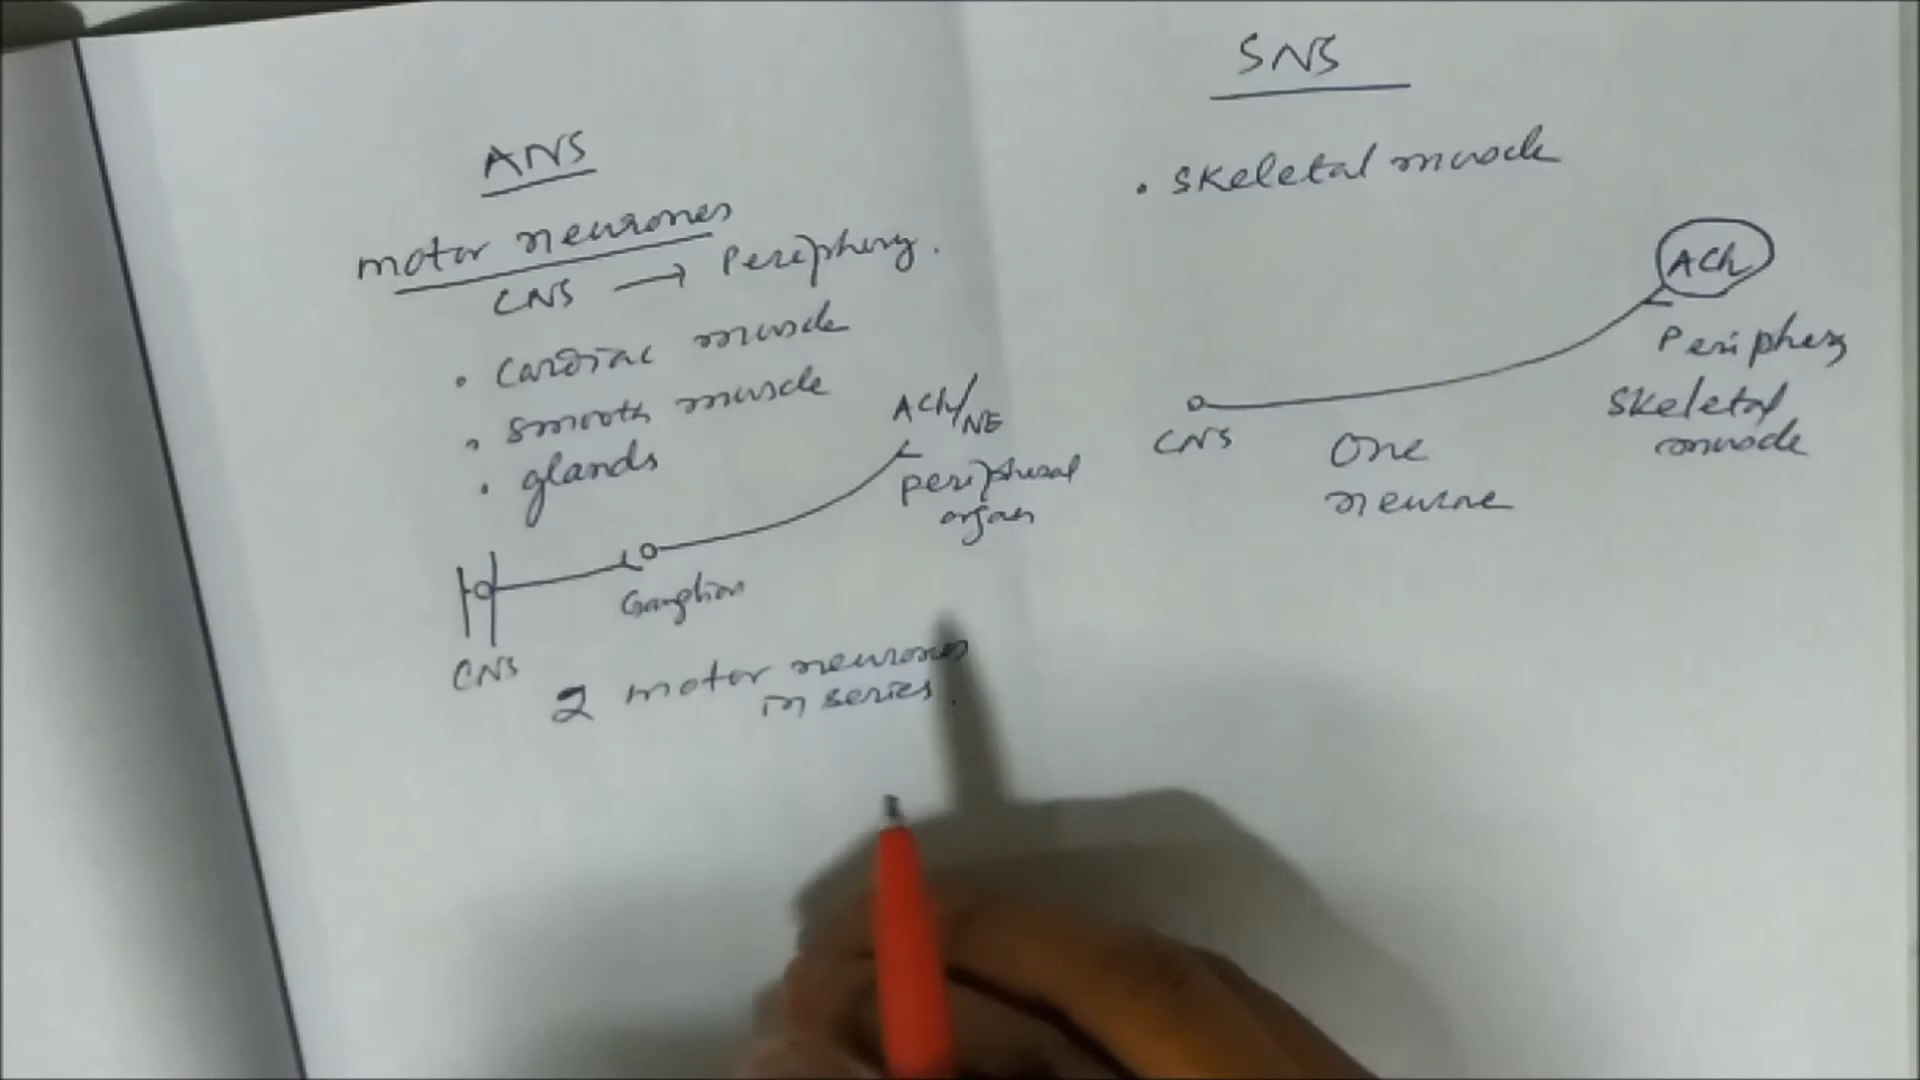 ANS
motor neurones
CNS → Periphery.
• cardiac muscle
• smooth muscle
• glands
ACh/NE
peripheral
organ
Ganglion
CNS
2 motor neurones
in series.
SNS
• skeletal muscle
ACh
Periphery
skeletal
muscle
CNS
One
neurone